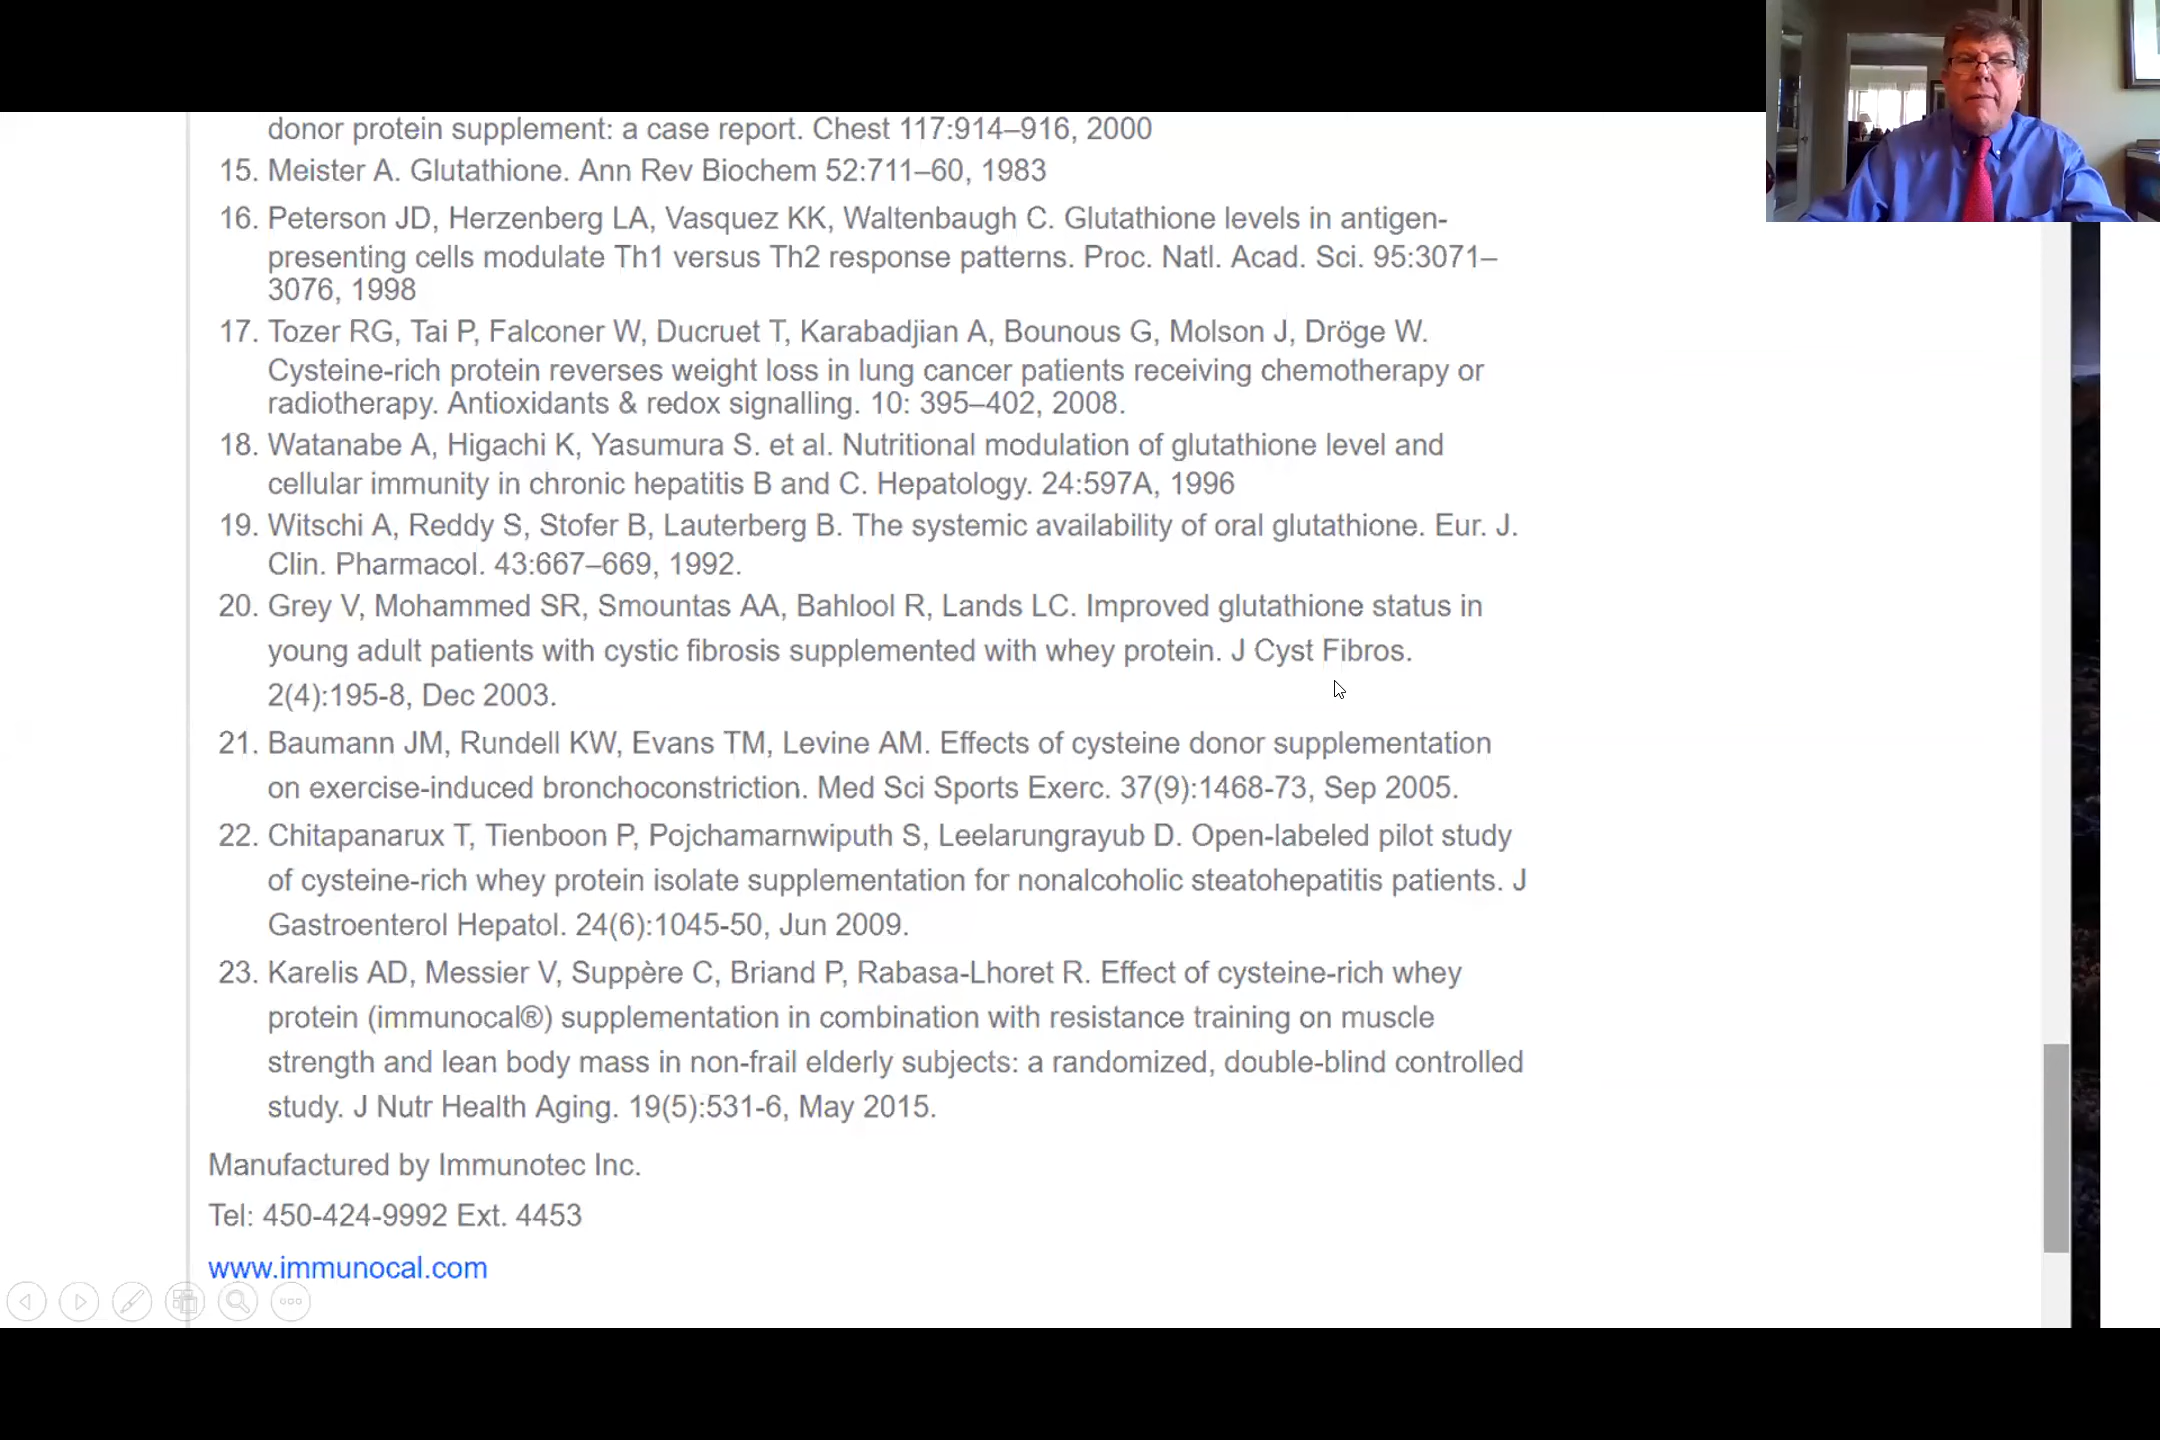 donor protein supplement: a case report. Chest 117:914–916, 2000
15. Meister A. Glutathione. Ann Rev Biochem 52:711–60, 1983
16. Peterson JD, Herzenberg LA, Vasquez KK, Waltenbaugh C. Glutathione levels in antigen-
presenting cells modulate Th1 versus Th2 response patterns. Proc. Natl. Acad. Sci. 95:3071–
3076, 1998
17. Tozer RG, Tai P, Falconer W, Ducruet T, Karabadjian A, Bounous G, Molson J, Dröge W.
Cysteine-rich protein reverses weight loss in lung cancer patients receiving chemotherapy or
radiotherapy. Antioxidants & redox signalling. 10: 395–402, 2008.
18. Watanabe A, Higachi K, Yasumura S. et al. Nutritional modulation of glutathione level and
cellular immunity in chronic hepatitis B and C. Hepatology. 24:597A, 1996
19. Witschi A, Reddy S, Stofer B, Lauterberg B. The systemic availability of oral glutathione. Eur. J.
Clin. Pharmacol. 43:667–669, 1992.
20. Grey V, Mohammed SR, Smountas AA, Bahlool R, Lands LC. Improved glutathione status in
young adult patients with cystic fibrosis supplemented with whey protein. J Cyst Fibros.
2(4):195-8, Dec 2003.
21. Baumann JM, Rundell KW, Evans TM, Levine AM. Effects of cysteine donor supplementation
on exercise-induced bronchoconstriction. Med Sci Sports Exerc. 37(9):1468-73, Sep 2005.
22. Chitapanarux T, Tienboon P, Pojchamarnwiputh S, Leelarungrayub D. Open-labeled pilot study
of cysteine-rich whey protein isolate supplementation for nonalcoholic steatohepatitis patients. J
Gastroenterol Hepatol. 24(6):1045-50, Jun 2009.
23. Karelis AD, Messier V, Suppère C, Briand P, Rabasa-Lhoret R. Effect of cysteine-rich whey
protein (immunocal®) supplementation in combination with resistance training on muscle
strength and lean body mass in non-frail elderly subjects: a randomized, double-blind controlled
study. J Nutr Health Aging. 19(5):531-6, May 2015.
Manufactured by Immunotec Inc.
Tel: 450-424-9992 Ext. 4453
www.immunocal.com